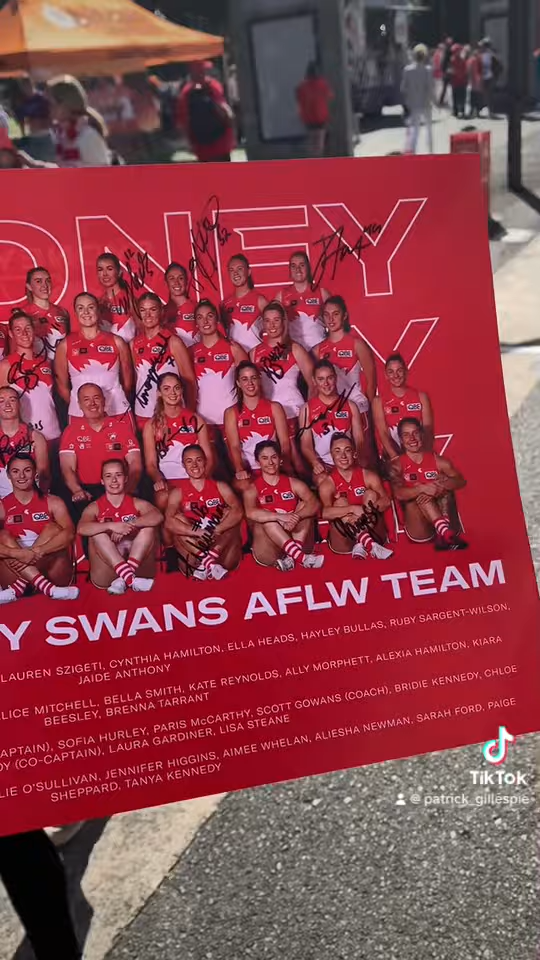 DNEY
Y
Y SWANS AFLW TEAM
LAUREN SZIGETI, CYNTHIA HAMILTON, ELLA HEADS, HAYLEY BULLAS, RUBY SARGENT-WILSON,
JAIDE ANTHONY
LICE MITCHELL, BELLA SMITH, KATE REYNOLDS, ALLY MORPHETT, ALEXIA HAMILTON, KIARA
BEESLEY, BRENNA TARRANT
CAPTAIN), SOFIA HURLEY, PARIS McCARTHY, SCOTT GOWANS (COACH), BRIDIE KENNEDY, CHLOE
DY (CO-CAPTAIN), LAURA GARDINER, LISA STEANE
LIE O'SULLIVAN, JENNIFER HIGGINS, AIMEE WHELAN, ALIESHA NEWMAN, SARAH FORD, PAIGE
SHEPPARD, TANYA KENNEDY
TikTok
@patrick_gillespie